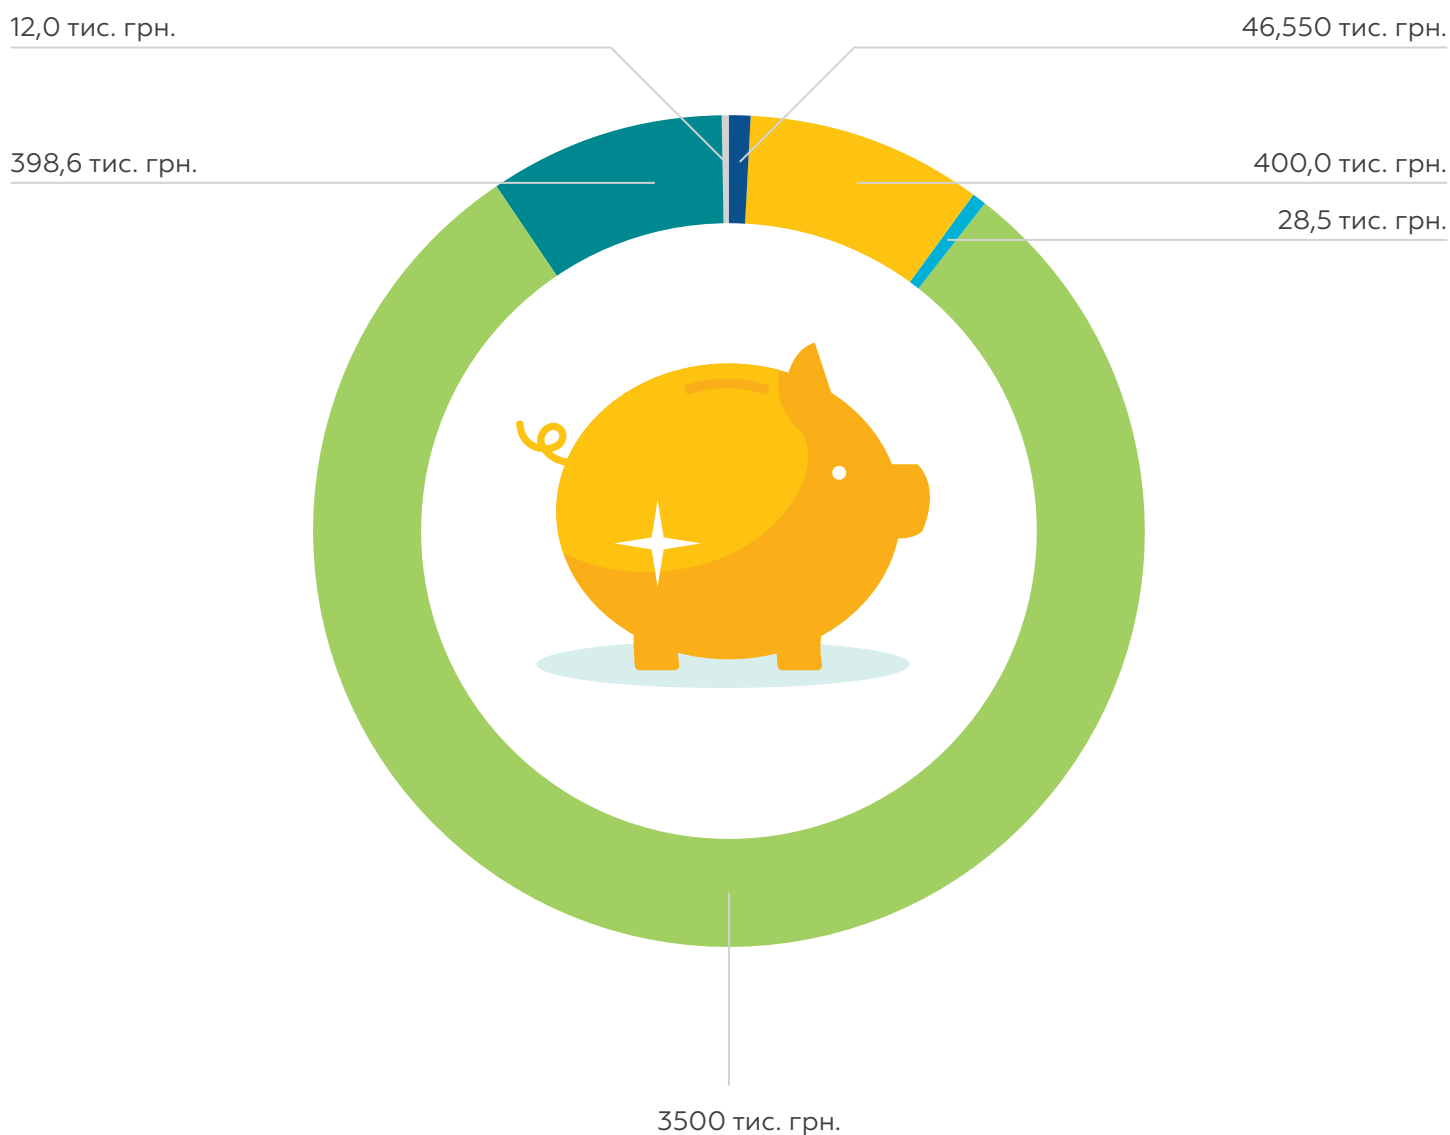 12,0 тис. грн.
46,550 тис. грн.
398,6 тис. грн.
400,0 тис. грн.
28,5 тис. грн.
3500 тис. грн.